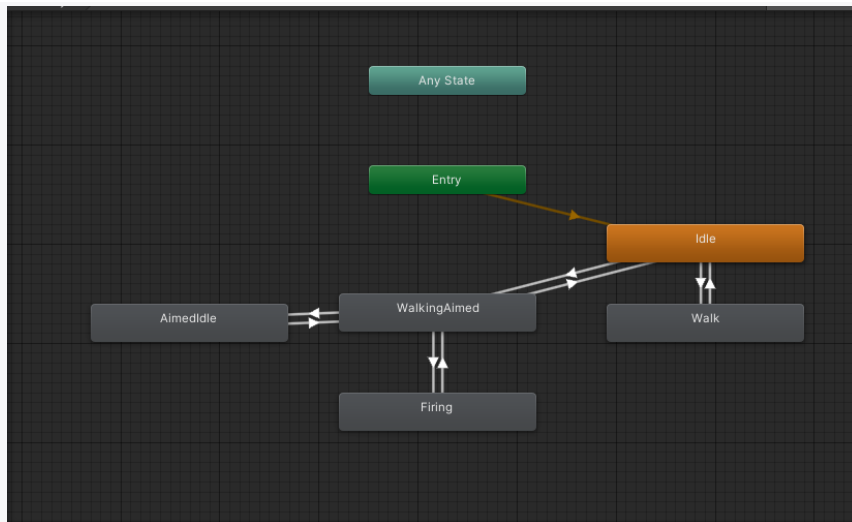 Any State
Entry
Idle
WalkingAimed
AimedIdle
Walk
Firing